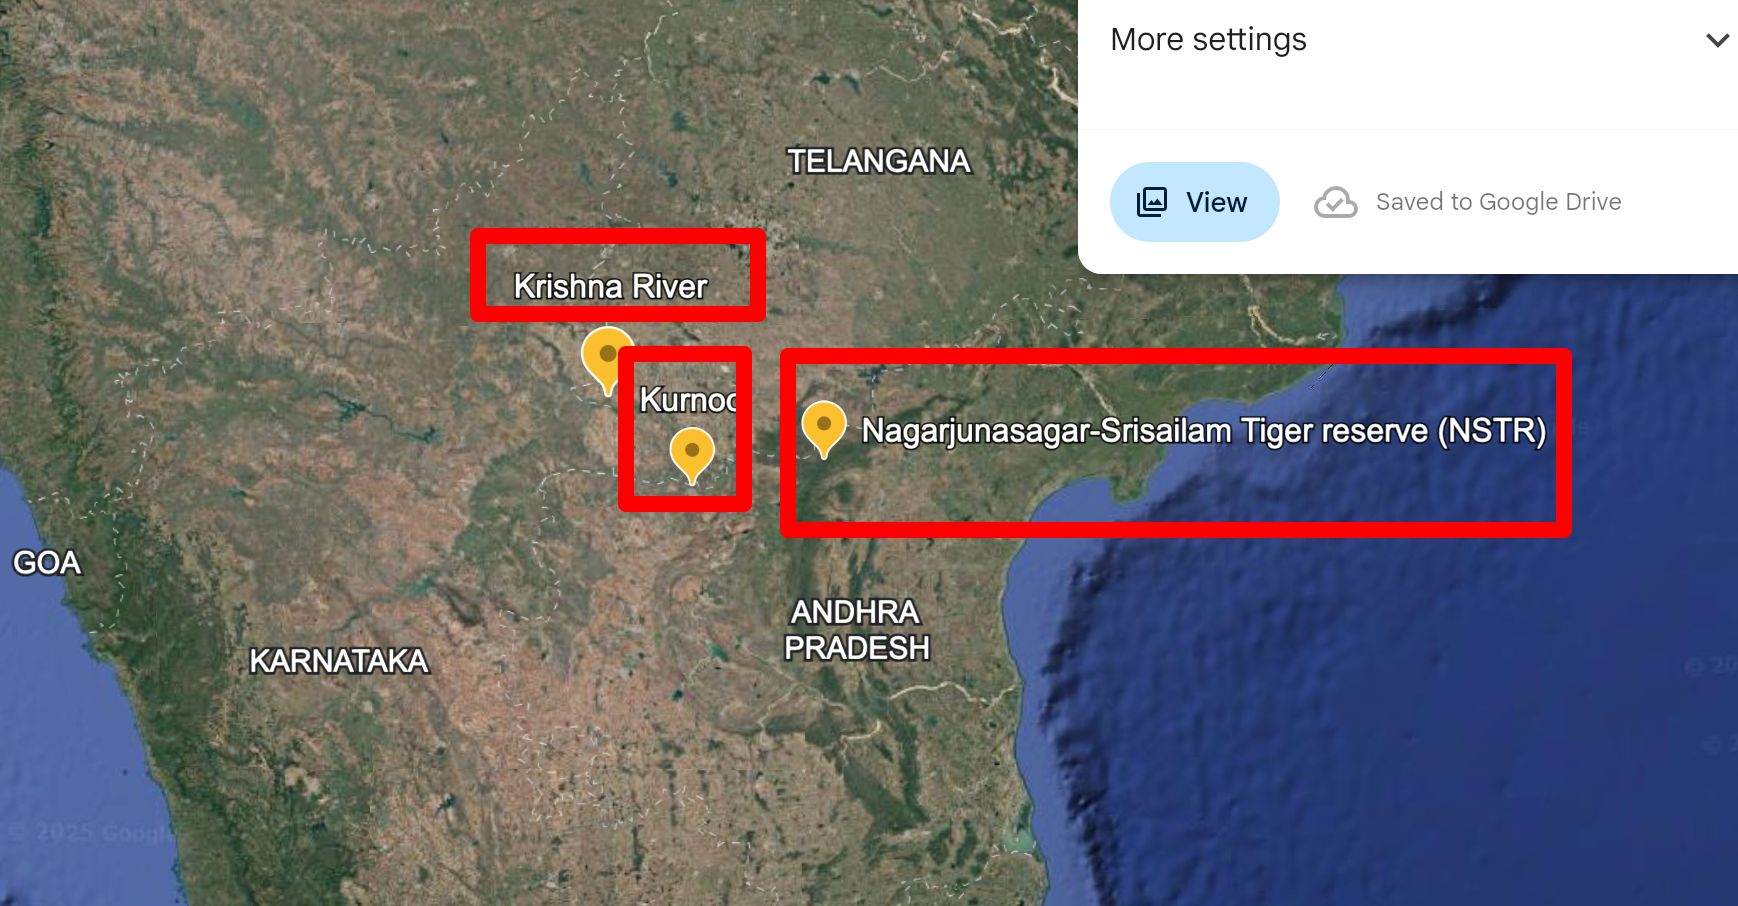 More settings
TELANGANA
View
Saved to Google Drive
Krishna River
Kurnoo
Nagarjunasagar-Srisailam Tiger reserve (NSTR)
GOA
ANDHRA
PRADESH
KARNATAKA
© 2025 Google